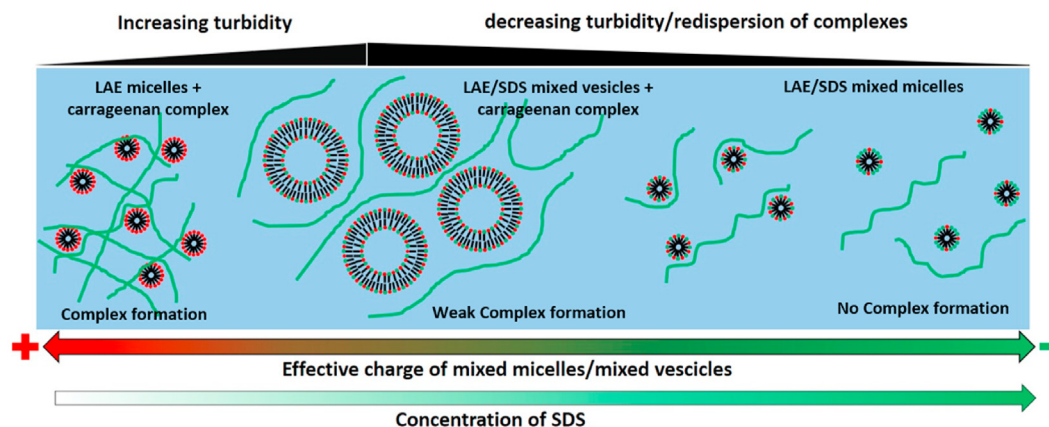 Increasing turbidity
decreasing turbidity/redispersion of complexes
LAE micelles +
carrageenan complex
LAE/SDS mixed vesicles +
carrageenan complex
LAE/SDS mixed micelles
Complex formation
Weak Complex formation
No Complex formation
+
-
Effective charge of mixed micelles/mixed vescicles
Concentration of SDS